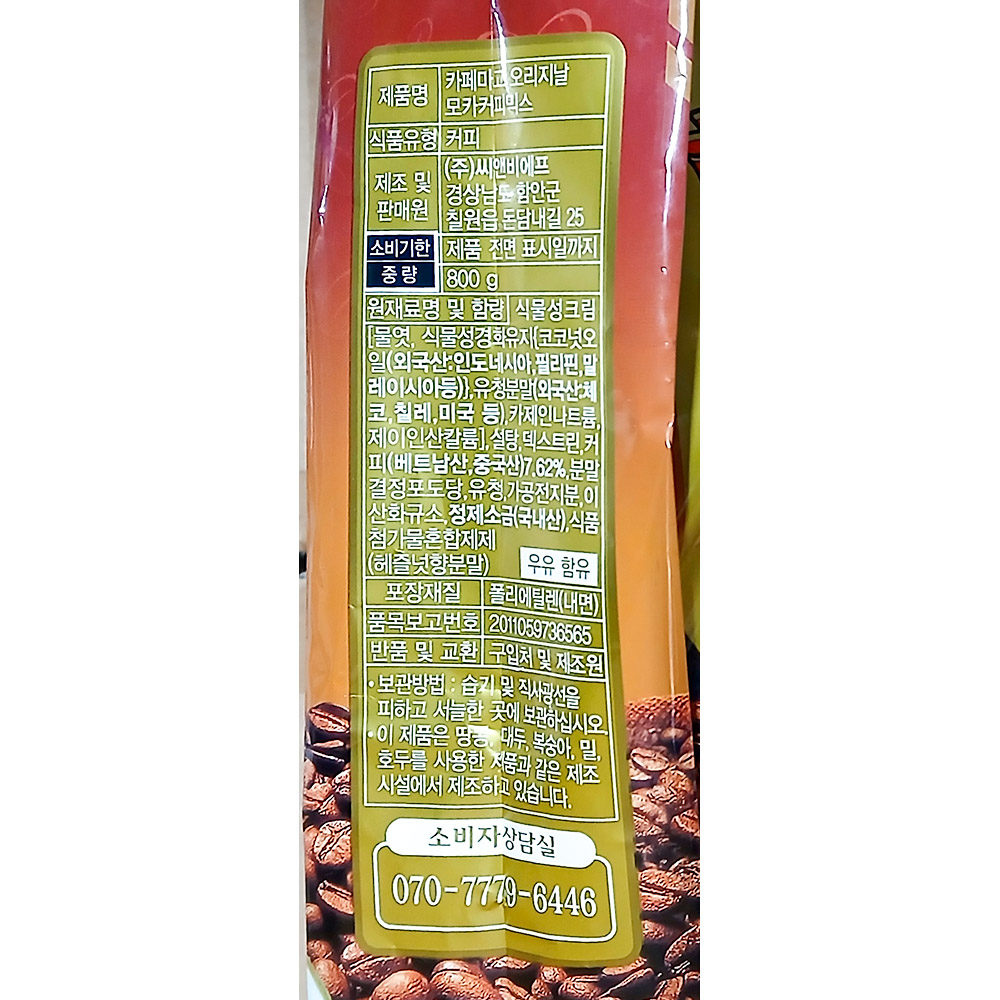 제품명 카페마고오리지날
모카커피믹스
식품유형 커피
제조 및 판매원 (주)씨앤비에프
경상남도 함안군
칠원읍 돈담내길 25
소비기한 제품 전면 표시일까지
중량 800 g
원재료명 및 함량 식물성크림
[물엿, 식물성경화유지{코코넛오
일(외국산:인도네시아,필리핀,말
레이시아등)},유청분말(외국산:체
코,칠레,미국 등),카제인나트륨,
제이인산칼륨],설탕,덱스트린,커
피(베트남산,중국산)7.62%,분말
결정포도당,유청,가공전지분,이
산화규소,정제소금(국내산),식품
첨가물혼합제제
(헤즐넛향분말) 우유 함유
포장재질 폴리에틸렌(내면)
품목보고번호 2011059736565
반품 및 교환 구입처 및 제조원
•보관방법 : 습기 및 직사광선을
피하고 서늘한 곳에 보관하십시오.
•이 제품은 땅콩, 대두, 복숭아, 밀,
호두를 사용한 제품과 같은 제조
시설에서 제조하고 있습니다.
소비자상담실
070-7779-6446